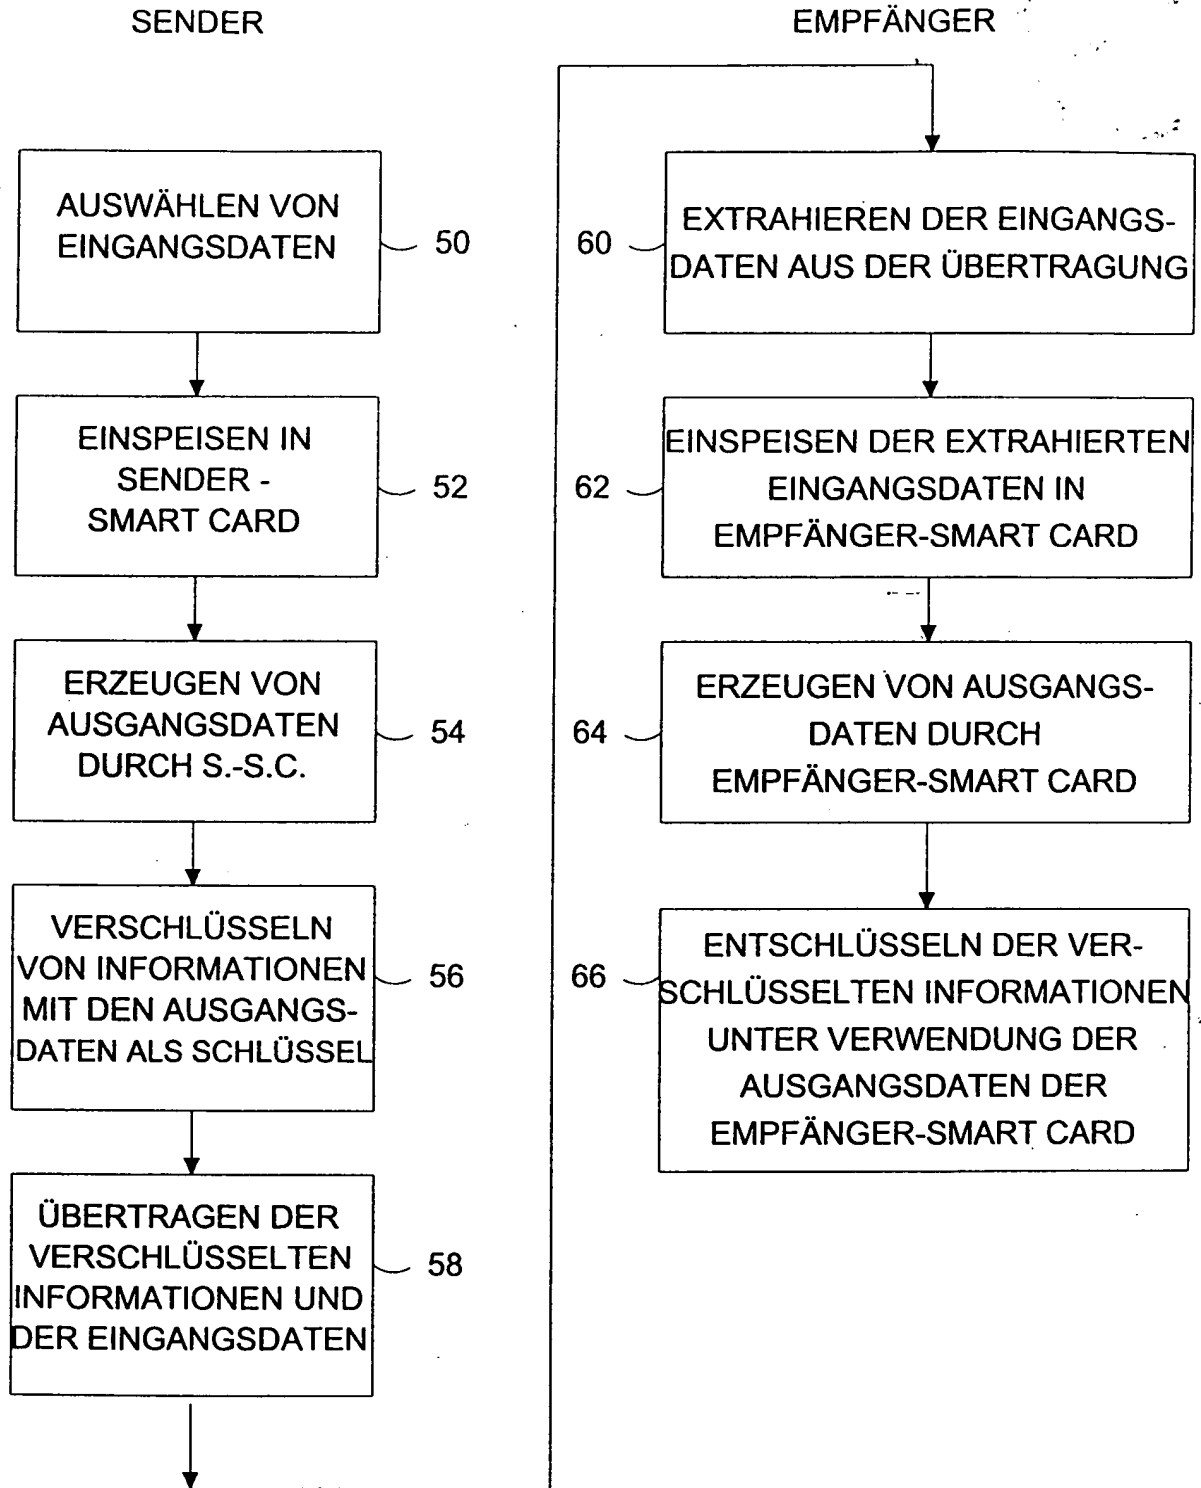 SENDER
AUSWÄHLEN VON
EINGANGSDATEN
50
EINSPEISEN IN
SENDER -
SMART CARD
52
ERZEUGEN VON
AUSGANGSDATEN
DURCH S.-S.C.
54
VERSCHLÜSSELN
VON INFORMATIONEN
MIT DEN AUSGANGS-
DATEN ALS SCHLÜSSEL
56
ÜBERTRAGEN DER
VERSCHLÜSSELTEN
INFORMATIONEN UND
DER EINGANGSDATEN
58
EMPFÄNGER
60
EXTRAHIEREN DER EINGANGS-
DATEN AUS DER ÜBERTRAGUNG
62
EINSPEISEN DER EXTRAHIERTEN
EINGANGSDATEN IN
EMPFÄNGER-SMART CARD
64
ERZEUGEN VON AUSGANGS-
DATEN DURCH
EMPFÄNGER-SMART CARD
66
ENTSCHLÜSSELN DER VER-
SCHLÜSSELTEN INFORMATIONEN
UNTER VERWENDUNG DER
AUSGANGSDATEN DER
EMPFÄNGER-SMART CARD